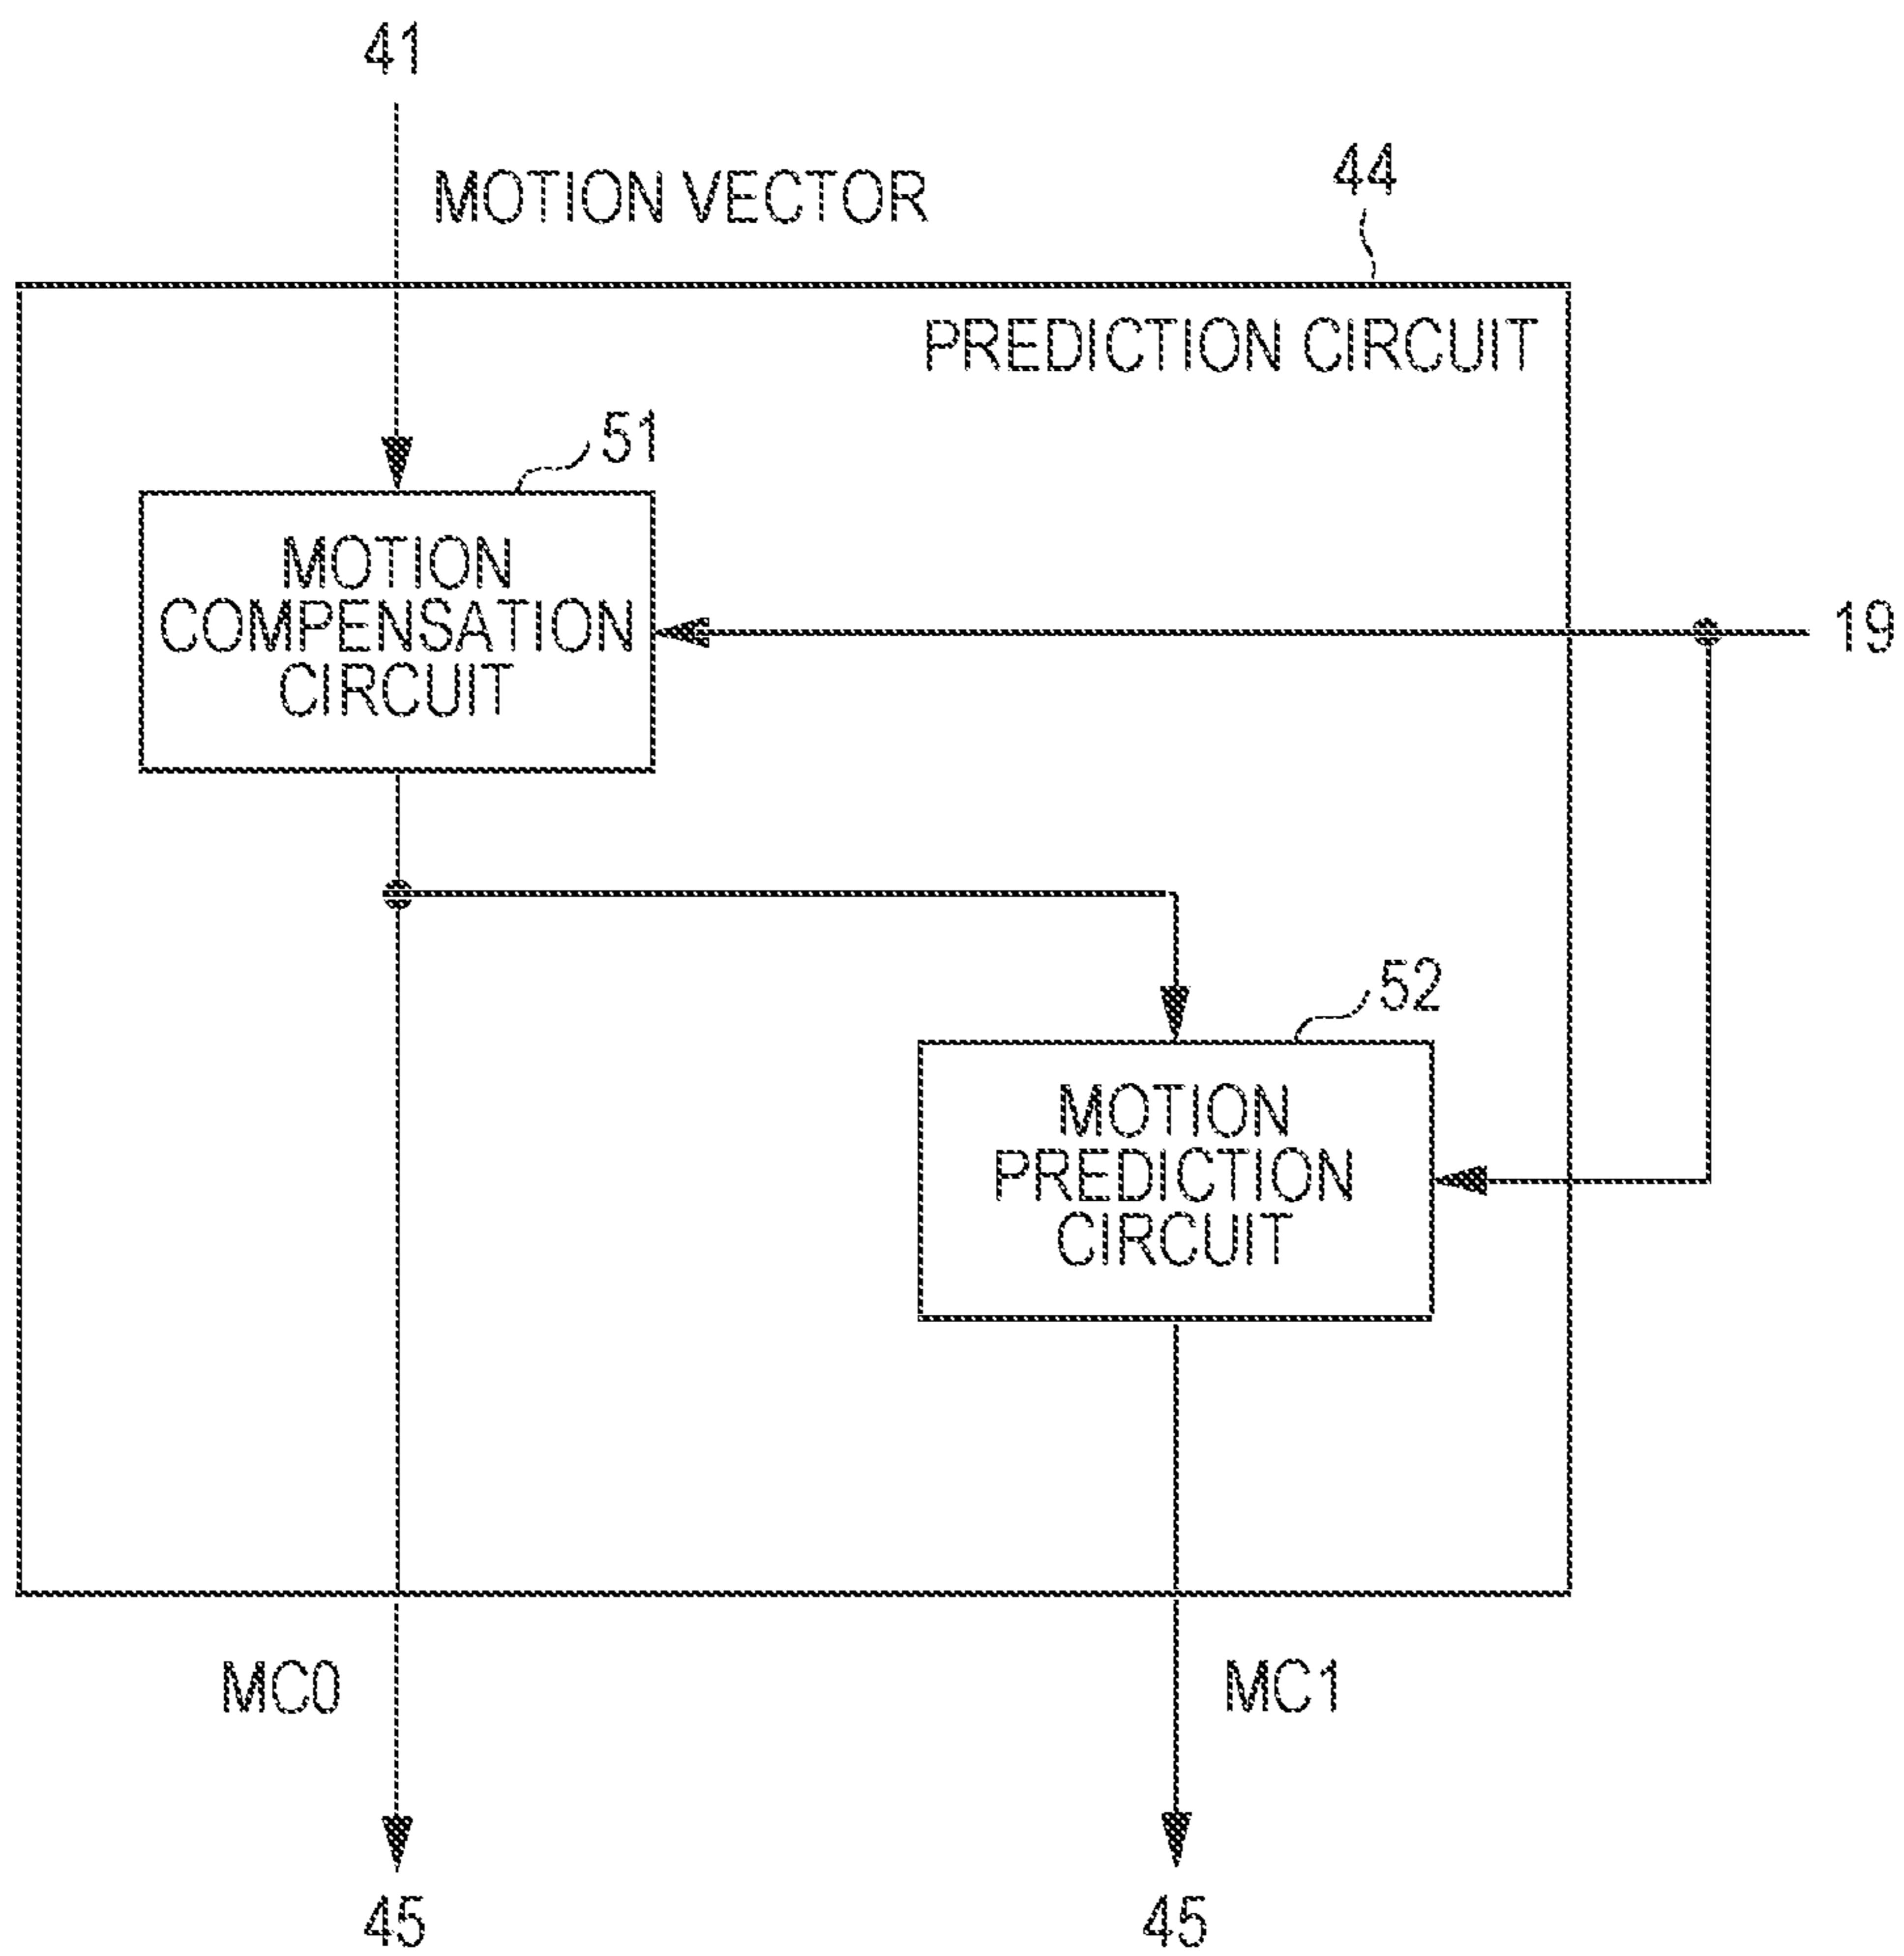 41
MOTION VECTOR
44
PREDICTION CIRCUIT
51
MOTION
COMPENSATION
CIRCUIT
19
52
MOTION
PREDICTION
CIRCUIT
MC0
MC1
45
45